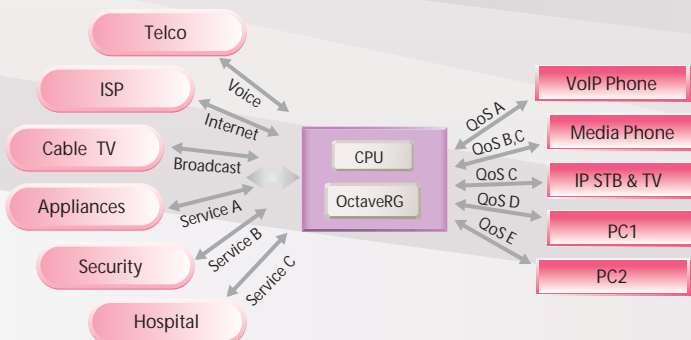 Telco
ISP
Cable TV
Appliances
Security
Hospital
Voice
Internet
Broadcast
Service A
Service B
Service C
CPU
OctaveRG
QoS A
QoS B,C
QoS C
QoS D
QoS E
VoIP Phone
Media Phone
IP STB & TV
PC1
PC2